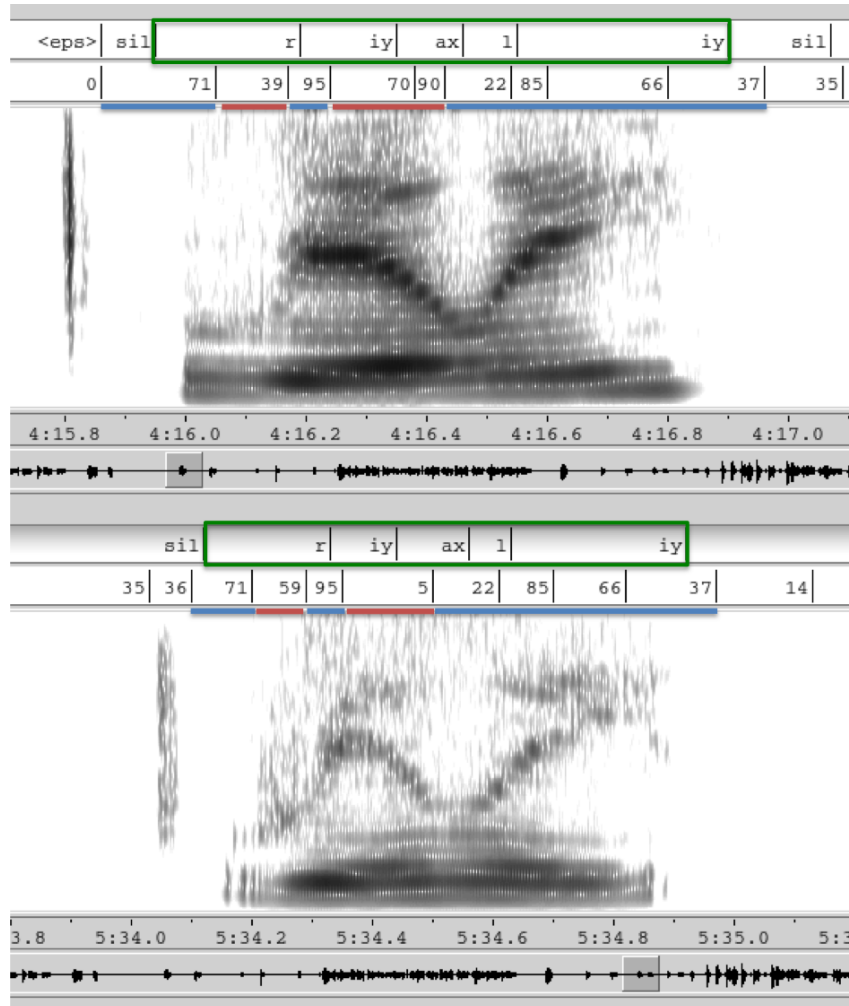 <eps> sil r iy ax l iy sil
0 71 39 95 70 90 22 85 66 37 35
4:15.8 4:16.0 4:16.2 4:16.4 4:16.6 4:16.8 4:17.0
sil r iy ax l iy
35 36 71 59 95 5 22 85 66 37 14
3.8 5:34.0 5:34.2 5:34.4 5:34.6 5:34.8 5:35.0 5:3